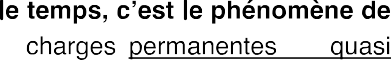 le temps, c’est le phénomène de
charges permanentes quasi